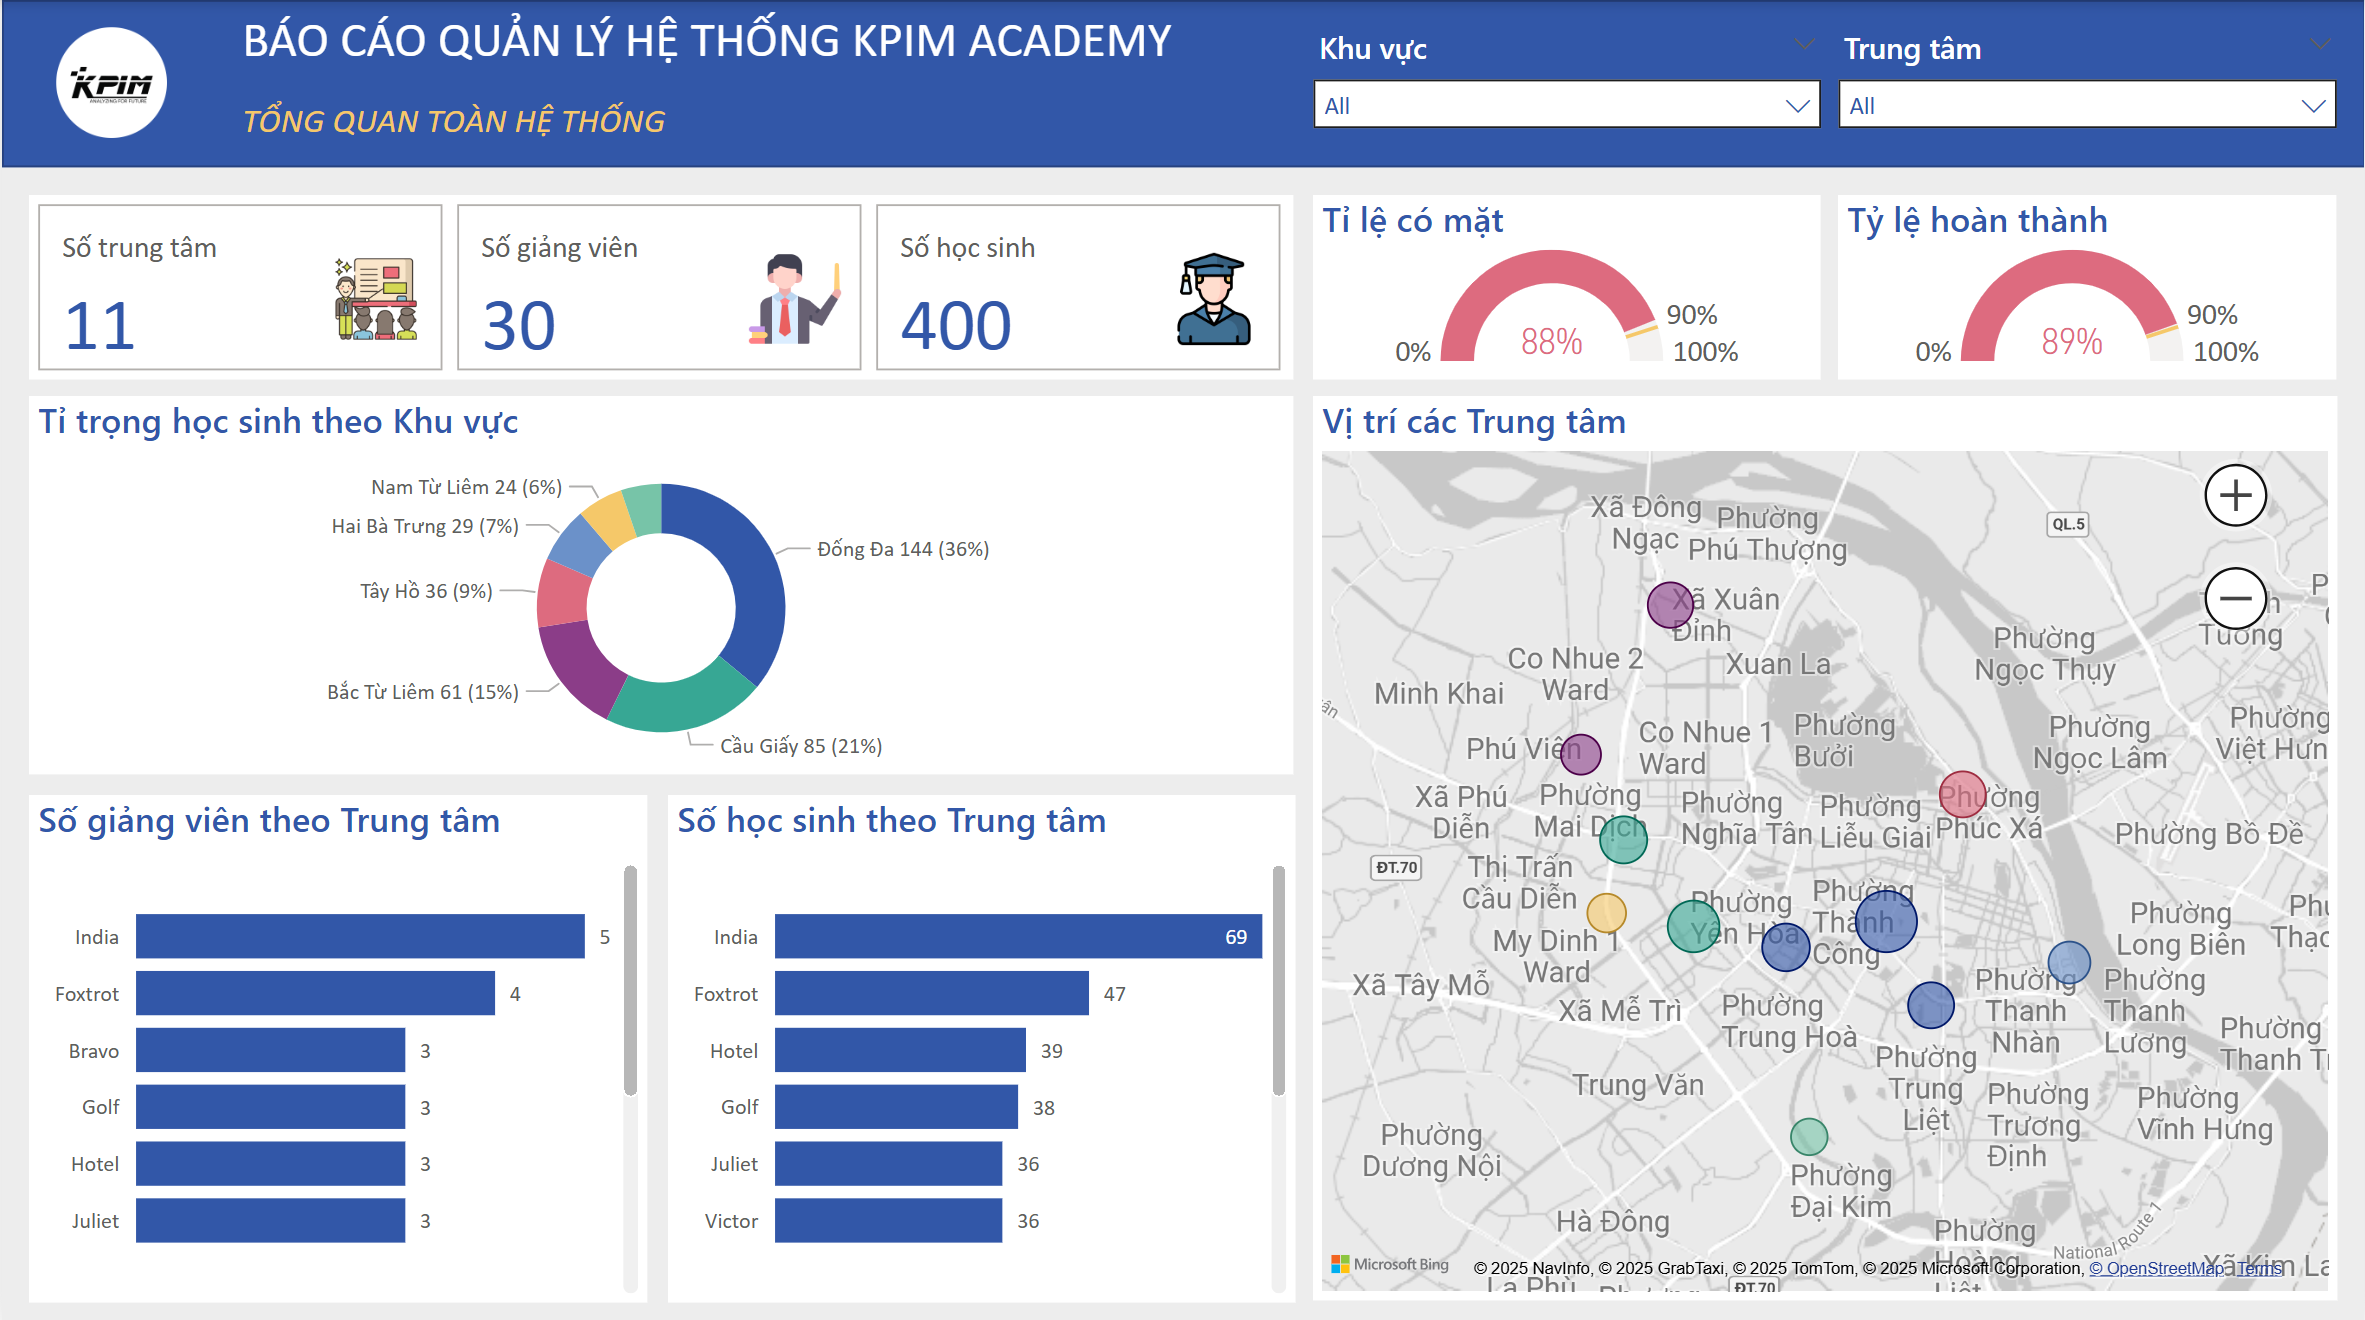 BÁO CÁO QUẢN LÝ HỆ THỐNG KPIM ACADEMY
TỔNG QUAN TOÀN HỆ THỐNG
KPIM
ANALYZING FOR FUTURE
Khu vực
All
Trung tâm
All
Số trung tâm
11
Số giảng viên
30
Số học sinh
400
Tỉ lệ có mặt
90%
88%
0%
100%
Tỷ lệ hoàn thành
90%
89%
0%
100%
Tỉ trọng học sinh theo Khu vực
Nam Từ Liêm 24 (6%)
Hai Bà Trưng 29 (7%)
Đống Đa 144 (36%)
Tây Hồ 36 (9%)
Bắc Từ Liêm 61 (15%)
Cầu Giấy 85 (21%)
Số giảng viên theo Trung tâm
India 5
Foxtrot 4
Bravo 3
Golf 3
Hotel 3
Juliet 3
Số học sinh theo Trung tâm
India 69
Foxtrot 47
Hotel 39
Golf 38
Juliet 36
Victor 36
Vị trí các Trung tâm
Xã Đông
Ngạc
Phường
Phú Thượng
QL.5
Xã Xuân
Đỉnh
Xuan La
Co Nhue 2
Ward
Minh Khai
Phường
Ngọc Thụy
Tường
Phú Viên
Co Nhue 1
Ward
Phường
Bưởi
Phường
Ngọc Lâm
Phường
Việt Hưn
Xã Phú
Diễn
Phường
Mai Dịch
Phường
Nghĩa Tân
Phường
Liễu Giai
Phường
Phúc Xá
Phường Bồ Đề
ĐT.70
Thị Trấn
Cầu Diễn
Phường
Yên Hòa
Phường
Thành
Công
My Dinh 1
Ward
Phường
Long Biên
Phư
Thạc
Xã Tây Mỗ
Xã Mễ Trì
Phường
Trung Hoà
Phường
Thanh
Nhàn
Phường
Thanh
Lương
Phường
Thanh Tr
Trung Văn
Phường
Trung
Liệt
Phường
Trương
Định
Phường
Vĩnh Hưng
Phường
Dương Nội
Phường
Đại Kim
Hà Đông
Phường
Hoàng
Liệt
National Route 1
Xã Kim La
La Phù
ĐT.70
Microsoft Bing
© 2025 NavInfo, © 2025 GrabTaxi, © 2025 TomTom, © 2025 Microsoft Corporation, © OpenStreetMap Terms